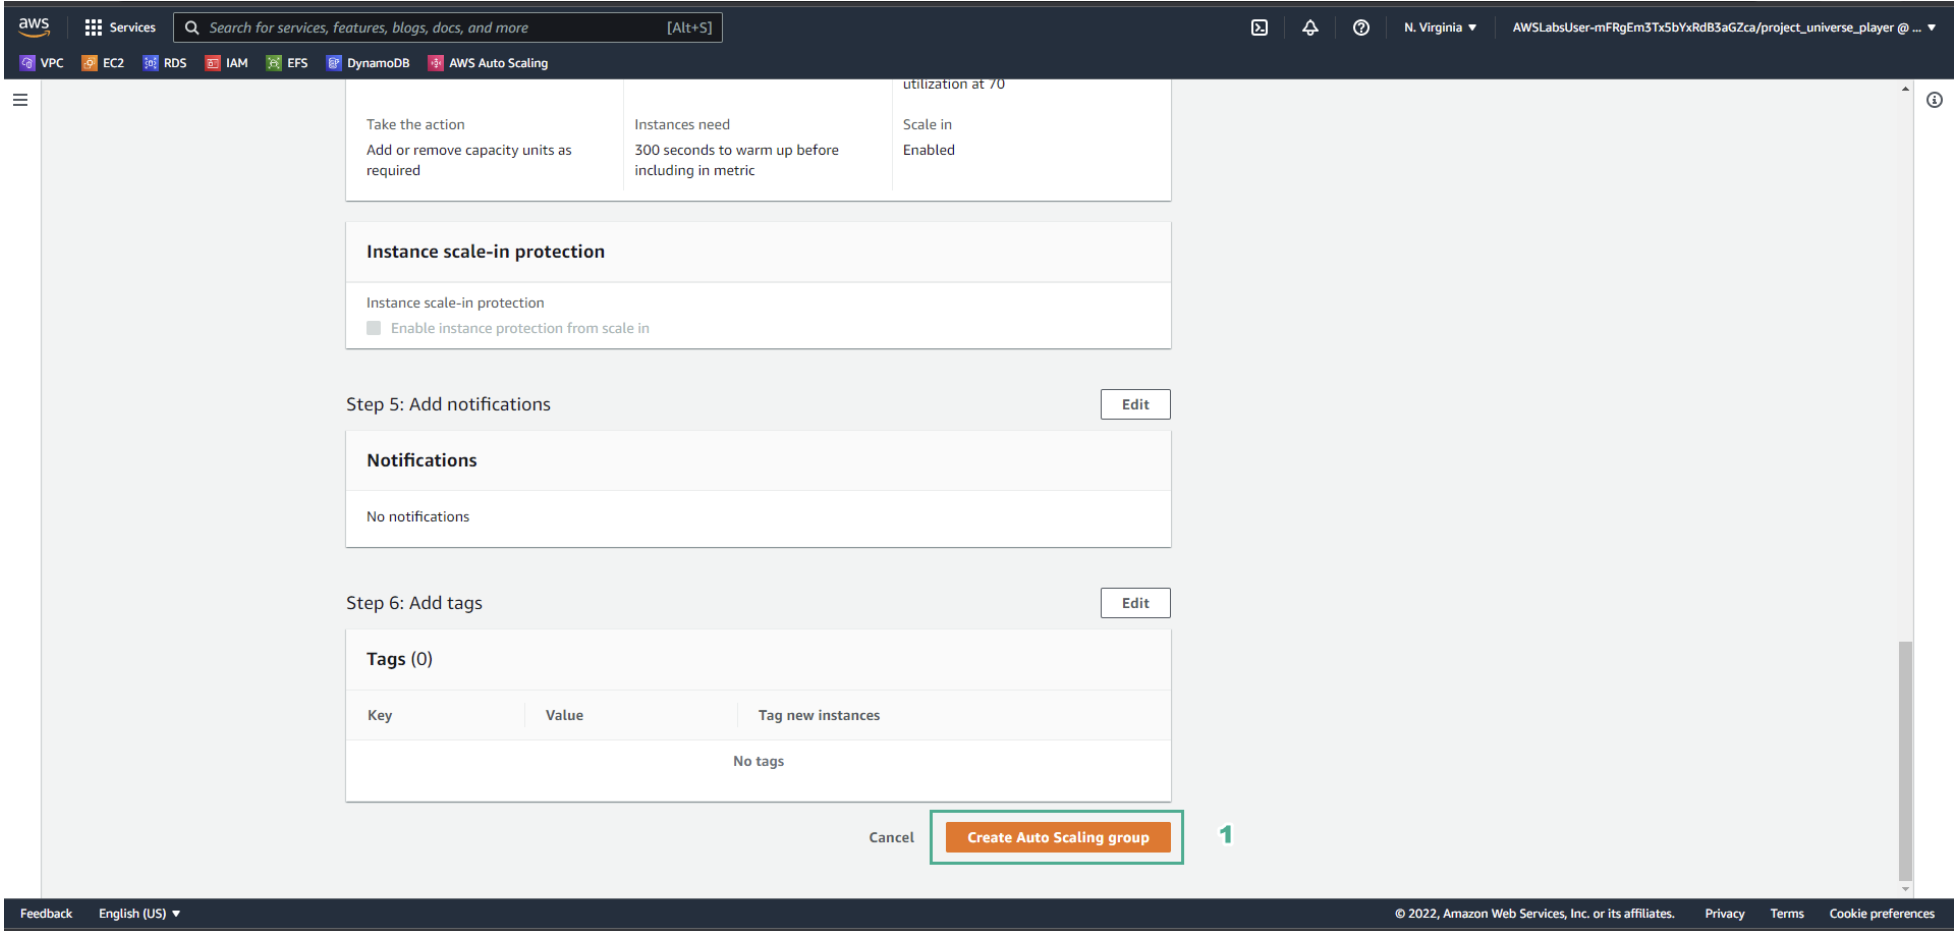 aws
Services
Search for services, features, blogs, docs, and more
[Alt+S]
N. Virginia ▼
AWSLabsUser-mFRgEm3Tx5bYxRdB3aGZca/project_universe_player @ ... ▼
VPC
EC2
RDS
IAM
EFS
DynamoDB
AWS Auto Scaling
utilization at 70
Take the action
Add or remove capacity units as
required
Instances need
300 seconds to warm up before
including in metric
Scale in
Enabled
Instance scale-in protection
Instance scale-in protection
Enable instance protection from scale in
Step 5: Add notifications
Edit
Notifications
No notifications
Step 6: Add tags
Edit
Tags (0)
Key
Value
Tag new instances
No tags
Cancel
Create Auto Scaling group
1
Feedback
English (US) ▼
© 2022, Amazon Web Services, Inc. or its affiliates.
Privacy
Terms
Cookie preferences